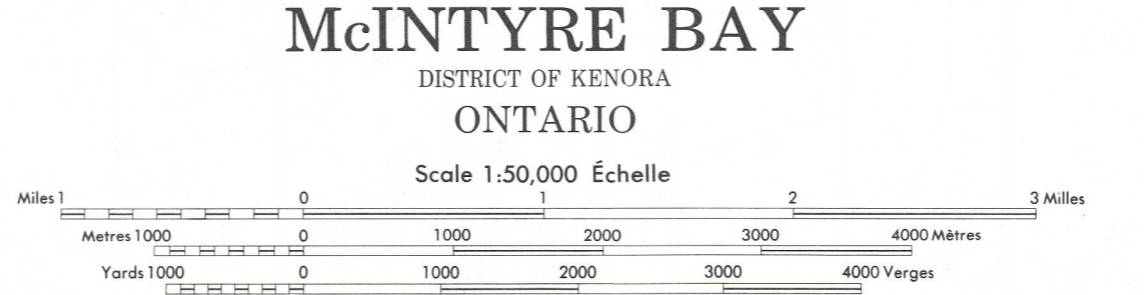 McINTYRE BAY
DISTRICT OF KENORA
ONTARIO
Scale 1:50,000 Échelle
Miles 1 0 1 2 3 Milles
Metres 1000 0 1000 2000 3000 4000 Mètres
Yards 1000 0 1000 2000 3000 4000 Verges